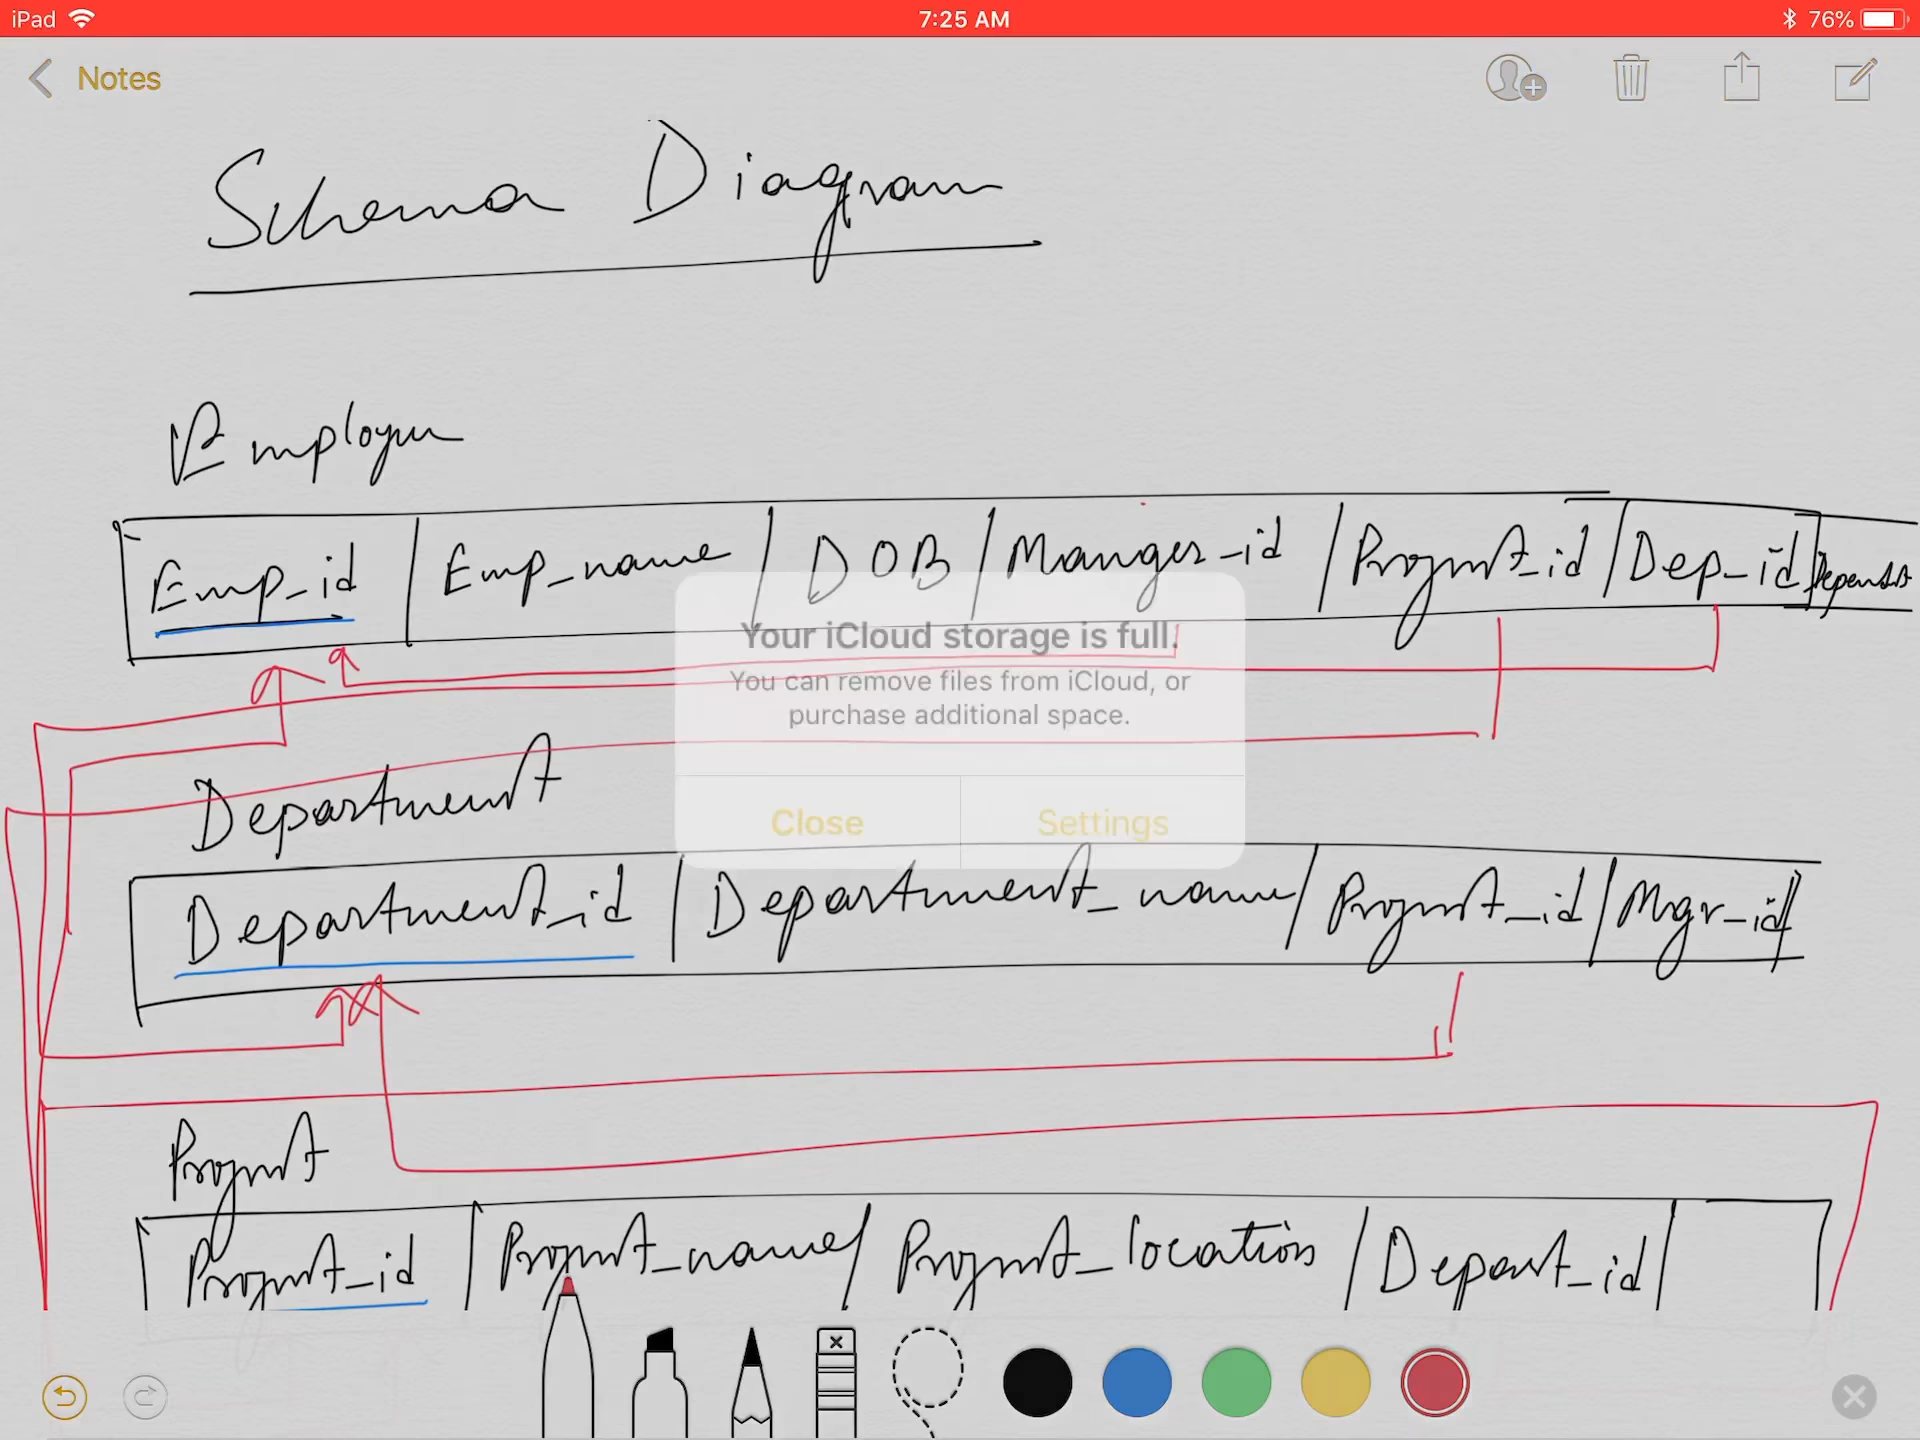 iPad 7:25 AM 76%
Notes
Schema Diagram
Employee
Emp_id Emp_name DOB Manger_id Project_id Dep_id Dependent
Your iCloud storage is full.
You can remove files from iCloud, or
purchase additional space.
Close Settings
Department
Department_id Department_name Project_id Mgr_id
Project
Project_id Project_name Project_location Depart_id